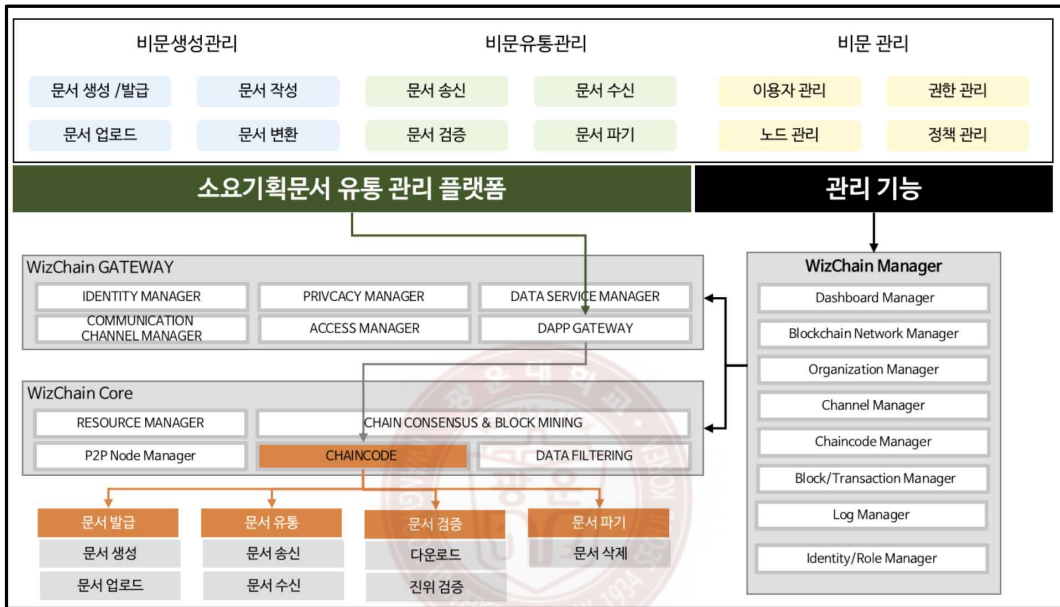 비문생성관리
비문유통관리
비문 관리
문서 생성 /발급
문서 작성
문서 송신
문서 수신
이용자 관리
권한 관리
문서 업로드
문서 변환
문서 검증
문서 파기
노드 관리
정책 관리
소요기획문서 유통 관리 플랫폼
관리 기능
WizChain GATEWAY
IDENTITY MANAGER
PRIVCACY MANAGER
DATA SERVICE MANAGER
COMMUNICATION
CHANNEL MANAGER
ACCESS MANAGER
DAPP GATEWAY
WizChain Core
RESOURCE MANAGER
CHAIN CONSENSUS & BLOCK MINING
P2P Node Manager
CHAINCODE
DATA FILTERING
문서 발급
문서 유통
문서 검증
문서 파기
문서 생성
문서 송신
다운로드
문서 삭제
문서 업로드
문서 수신
진위 검증
WizChain Manager
Dashboard Manager
Blockchain Network Manager
Organization Manager
Channel Manager
Chaincode Manager
Block/Transaction Manager
Log Manager
Identity/Role Manager
광운대학교
광운
1934